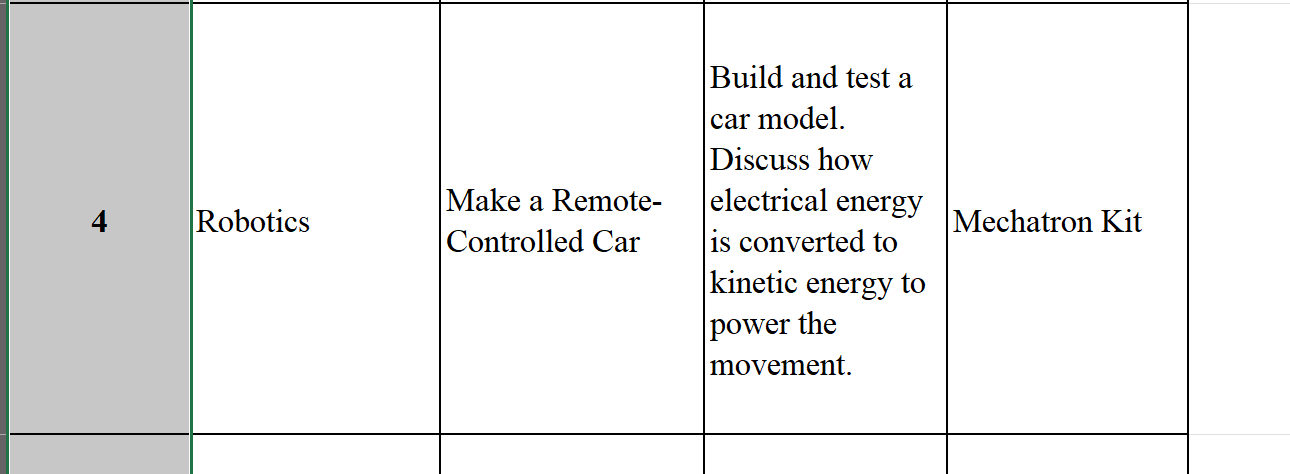 4
Robotics
Make a Remote-
Controlled Car
Build and test a
car model.
Discuss how
electrical energy
is converted to
kinetic energy to
power the
movement.
Mechatron Kit